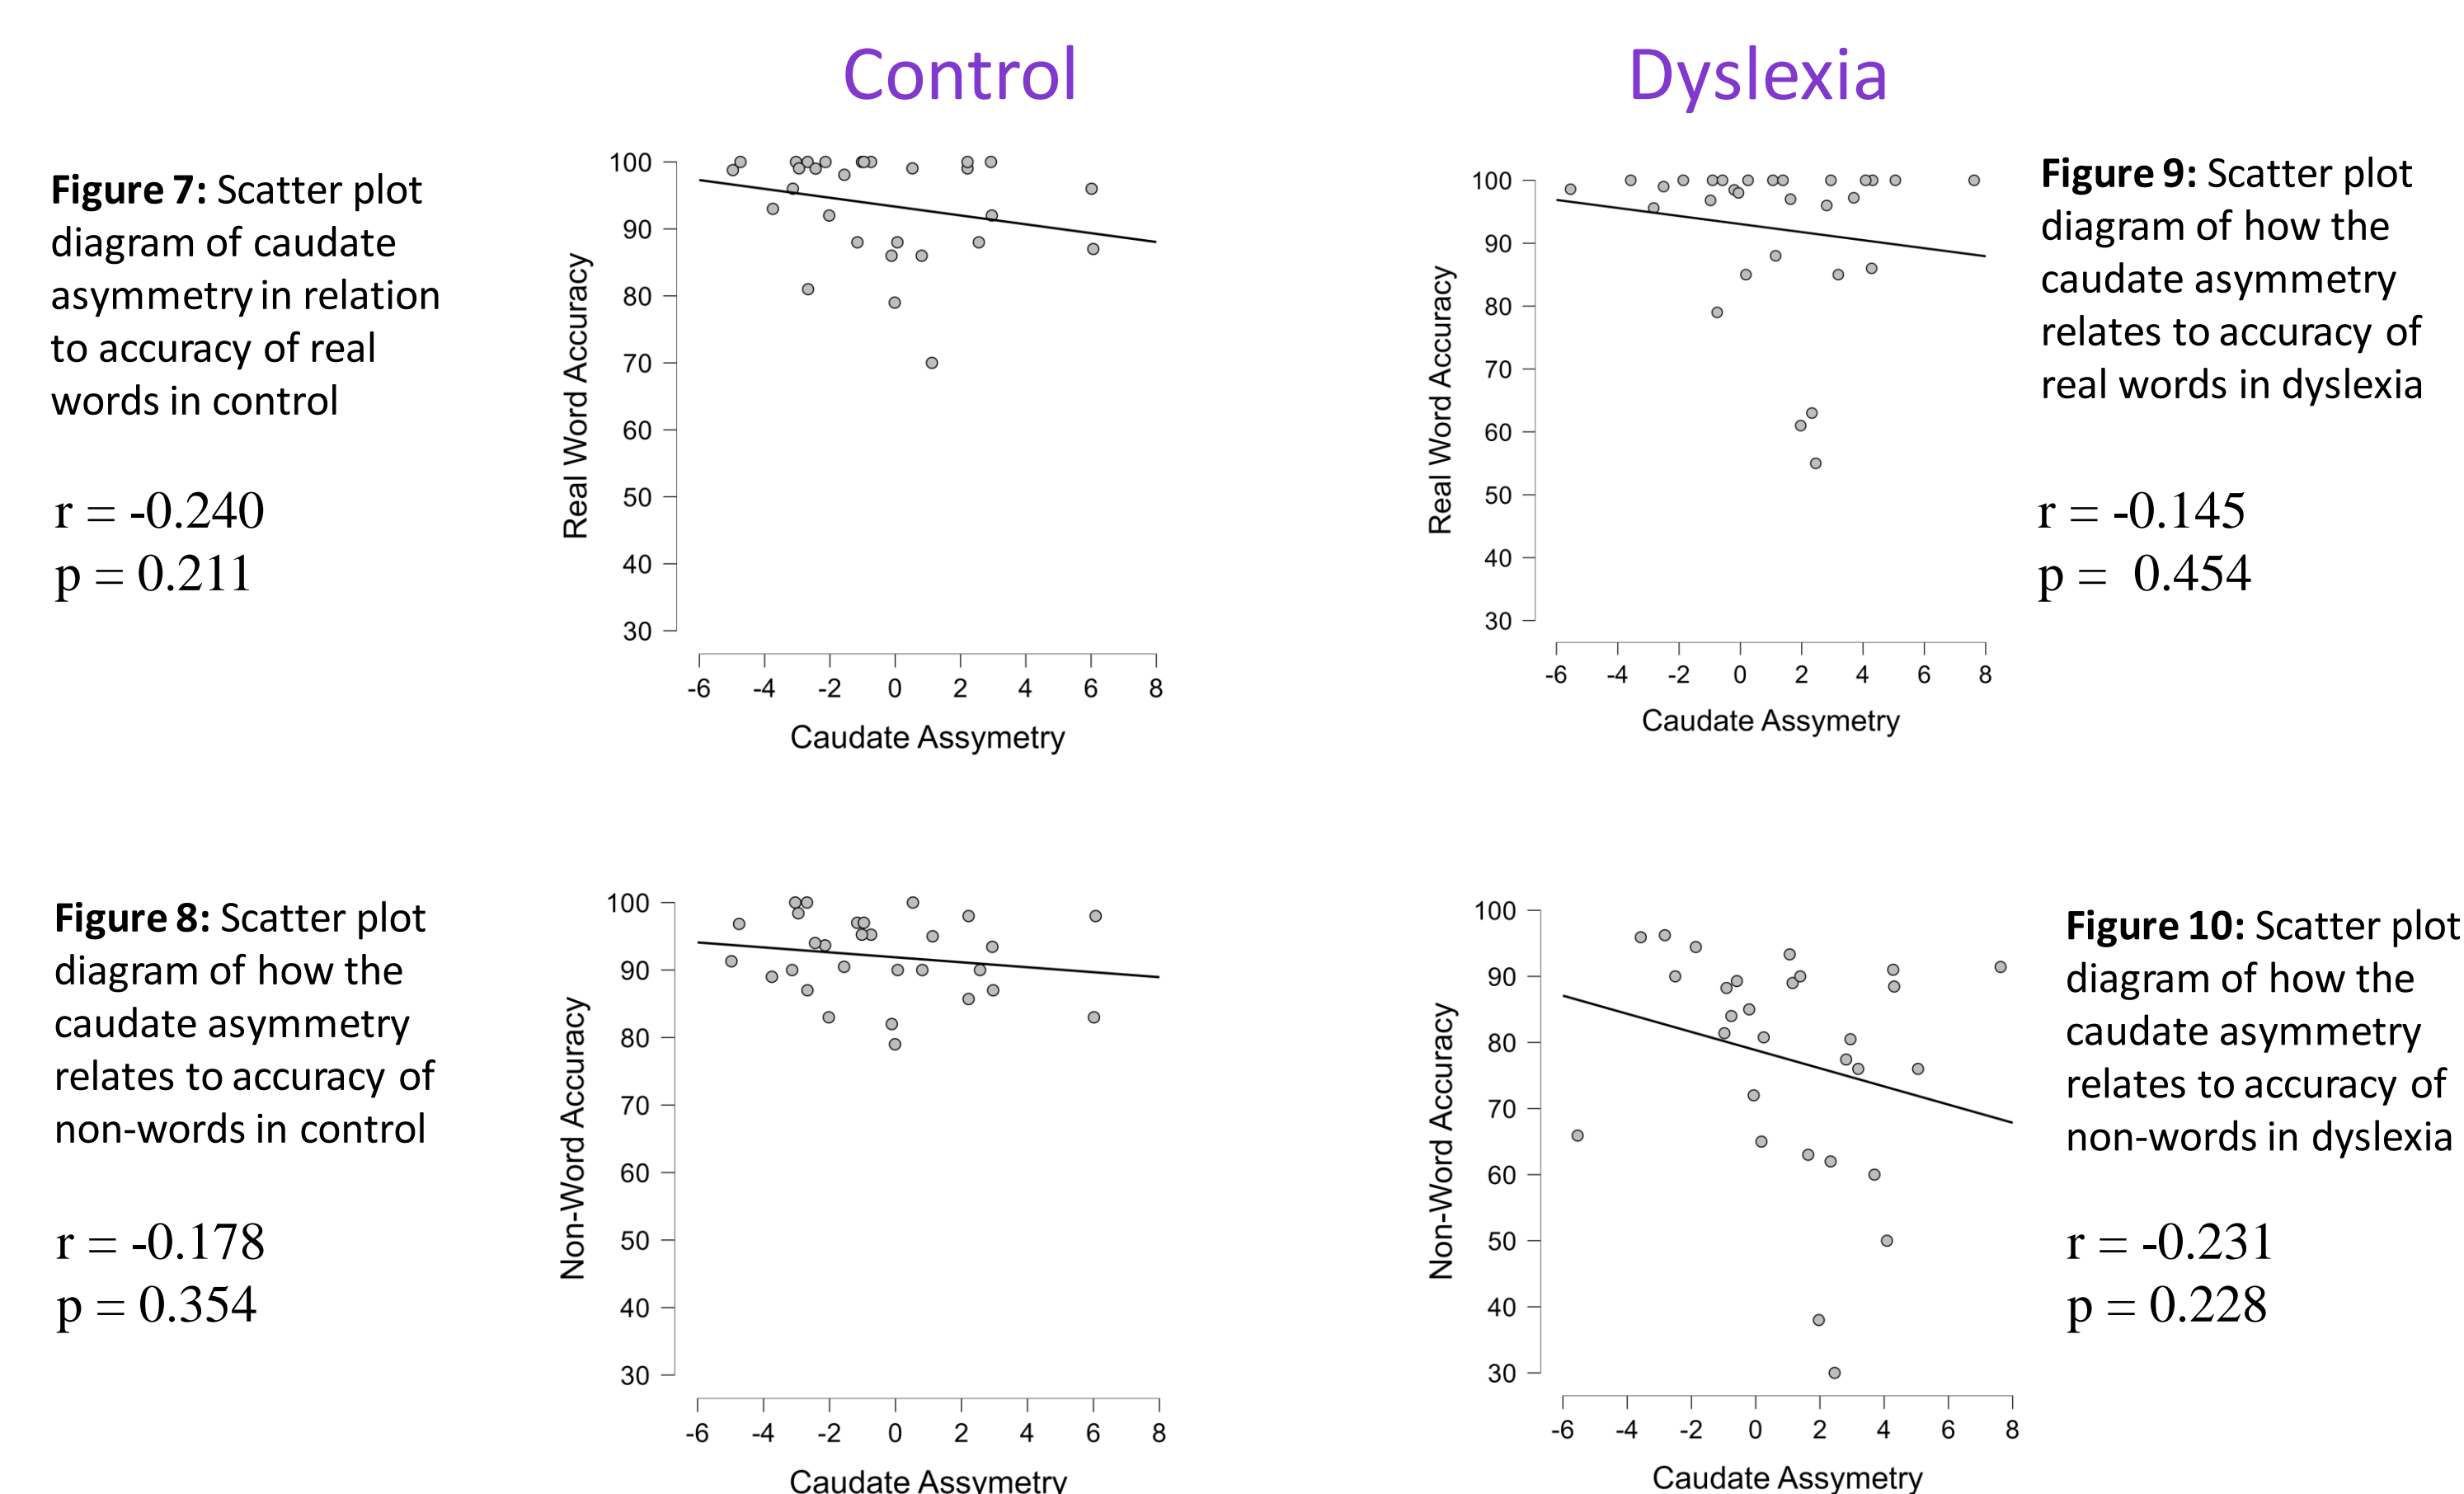 Control
Dyslexia
Figure 7: Scatter plot
diagram of caudate
asymmetry in relation
to accuracy of real
words in control
r = -0.240
p = 0.211
Real Word Accuracy
100
90
80
70
60
50
40
30
-6 -4 -2 0 2 4 6 8
Caudate Assymetry
Real Word Accuracy
100
90
80
70
60
50
40
30
-6 -4 -2 0 2 4 6 8
Caudate Assymetry
Figure 9: Scatter plot
diagram of how the
caudate asymmetry
relates to accuracy of
real words in dyslexia
r = -0.145
p = 0.454
Figure 8: Scatter plot
diagram of how the
caudate asymmetry
relates to accuracy of
non-words in control
r = -0.178
p = 0.354
Non-Word Accuracy
100
90
80
70
60
50
40
30
-6 -4 -2 0 2 4 6 8
Caudate Assymetry
Non-Word Accuracy
100
90
80
70
60
50
40
30
-6 -4 -2 0 2 4 6 8
Caudate Assymetry
Figure 10: Scatter plot
diagram of how the
caudate asymmetry
relates to accuracy of
non-words in dyslexia
r = -0.231
p = 0.228